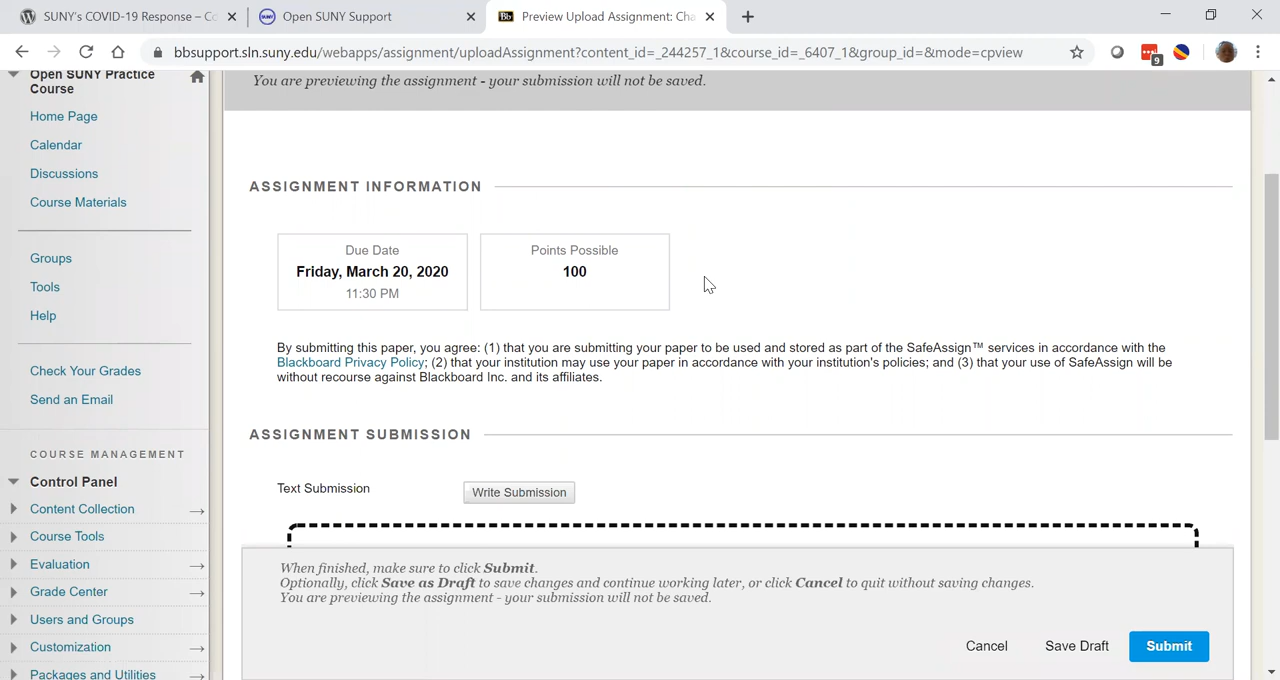 SUNY's COVID-19 Response – Co
Open SUNY Support
Bb
Preview Upload Assignment: Cha
bbsupport.sln.suny.edu/webapps/assignment/uploadAssignment?content_id=_244257_1&course_id=_6407_1&group_id=&mode=cpview
9
Open SUNY Practice
Course
Home Page
Calendar
Discussions
Course Materials
Groups
Tools
Help
Check Your Grades
Send an Email
COURSE MANAGEMENT
Control Panel
Content Collection
Course Tools
Evaluation
Grade Center
Users and Groups
Customization
Packages and Utilities
You are previewing the assignment - your submission will not be saved.
ASSIGNMENT INFORMATION
Due Date
Friday, March 20, 2020
11:30 PM
Points Possible
100
By submitting this paper, you agree: (1) that you are submitting your paper to be used and stored as part of the SafeAssign™ services in accordance with the
Blackboard Privacy Policy; (2) that your institution may use your paper in accordance with your institution's policies; and (3) that your use of SafeAssign will be
without recourse against Blackboard Inc. and its affiliates.
ASSIGNMENT SUBMISSION
Text Submission
Write Submission
When finished, make sure to click Submit.
Optionally, click Save as Draft to save changes and continue working later, or click Cancel to quit without saving changes.
You are previewing the assignment - your submission will not be saved.
Cancel
Save Draft
Submit